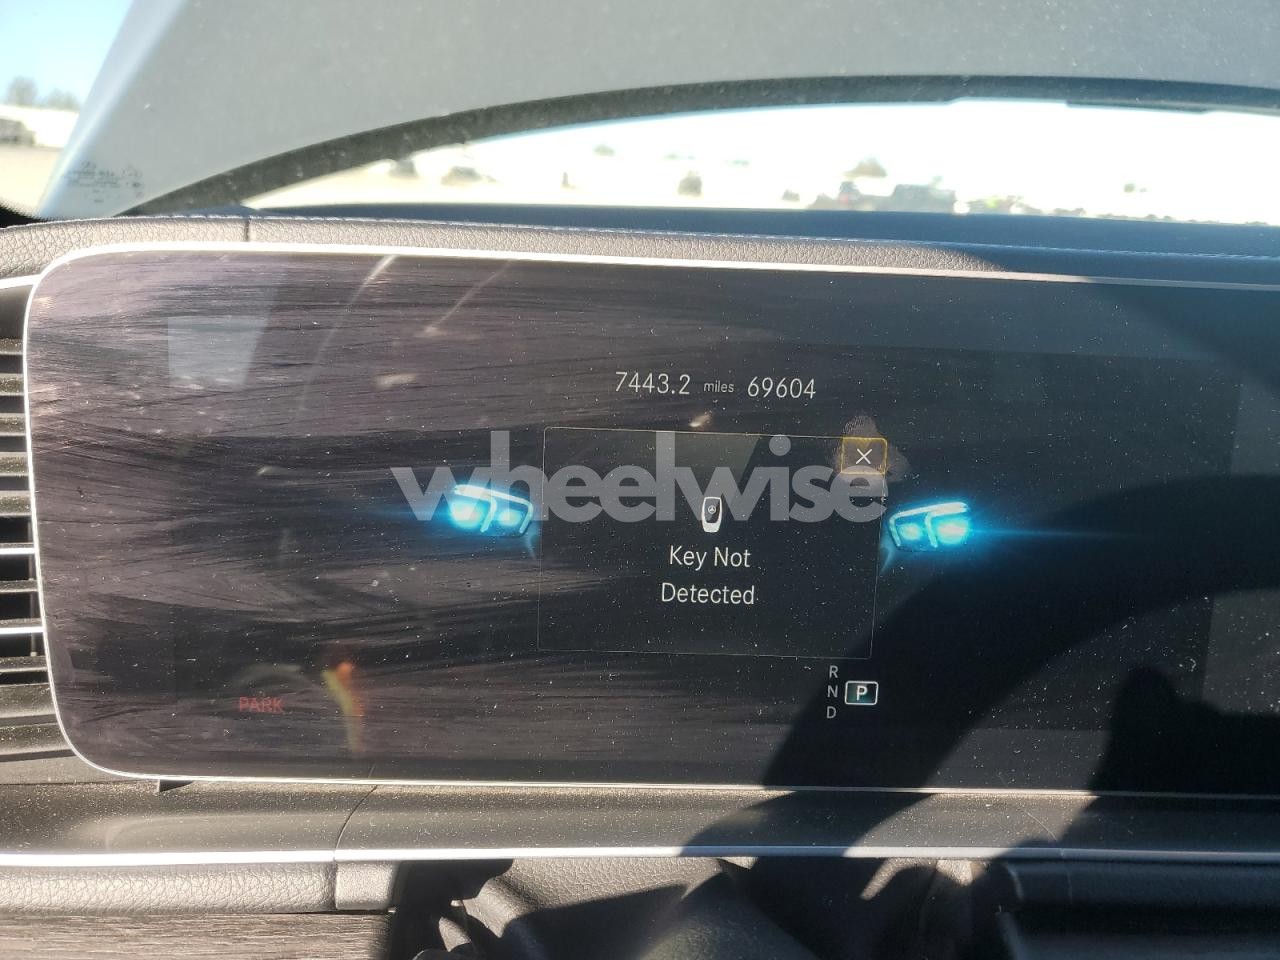 7443.2 miles 69604
wheelwise
Key Not
Detected
R
N P
D
PARK